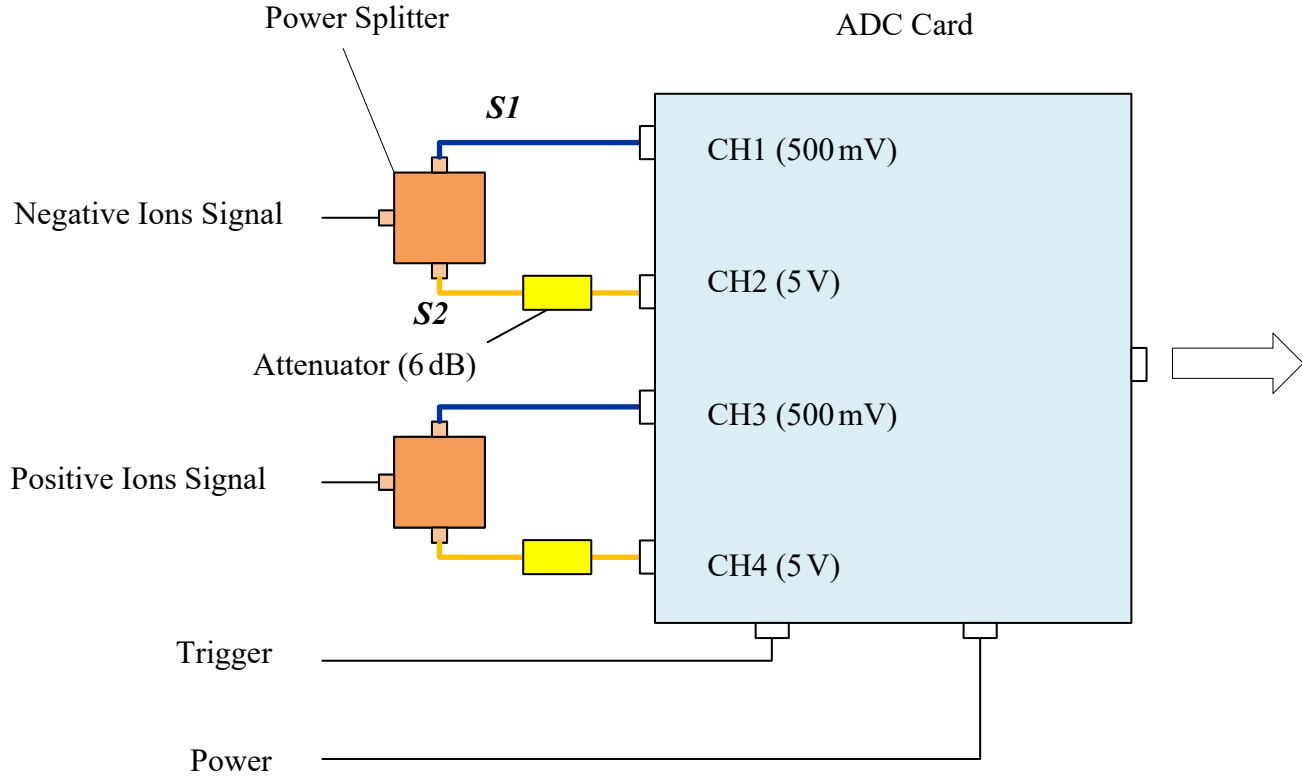 Power Splitter
ADC Card
S1
CH1 (500 mV)
Negative Ions Signal
CH2 (5 V)
S2
Attenuator (6 dB)
CH3 (500 mV)
Positive Ions Signal
CH4 (5 V)
Trigger
Power